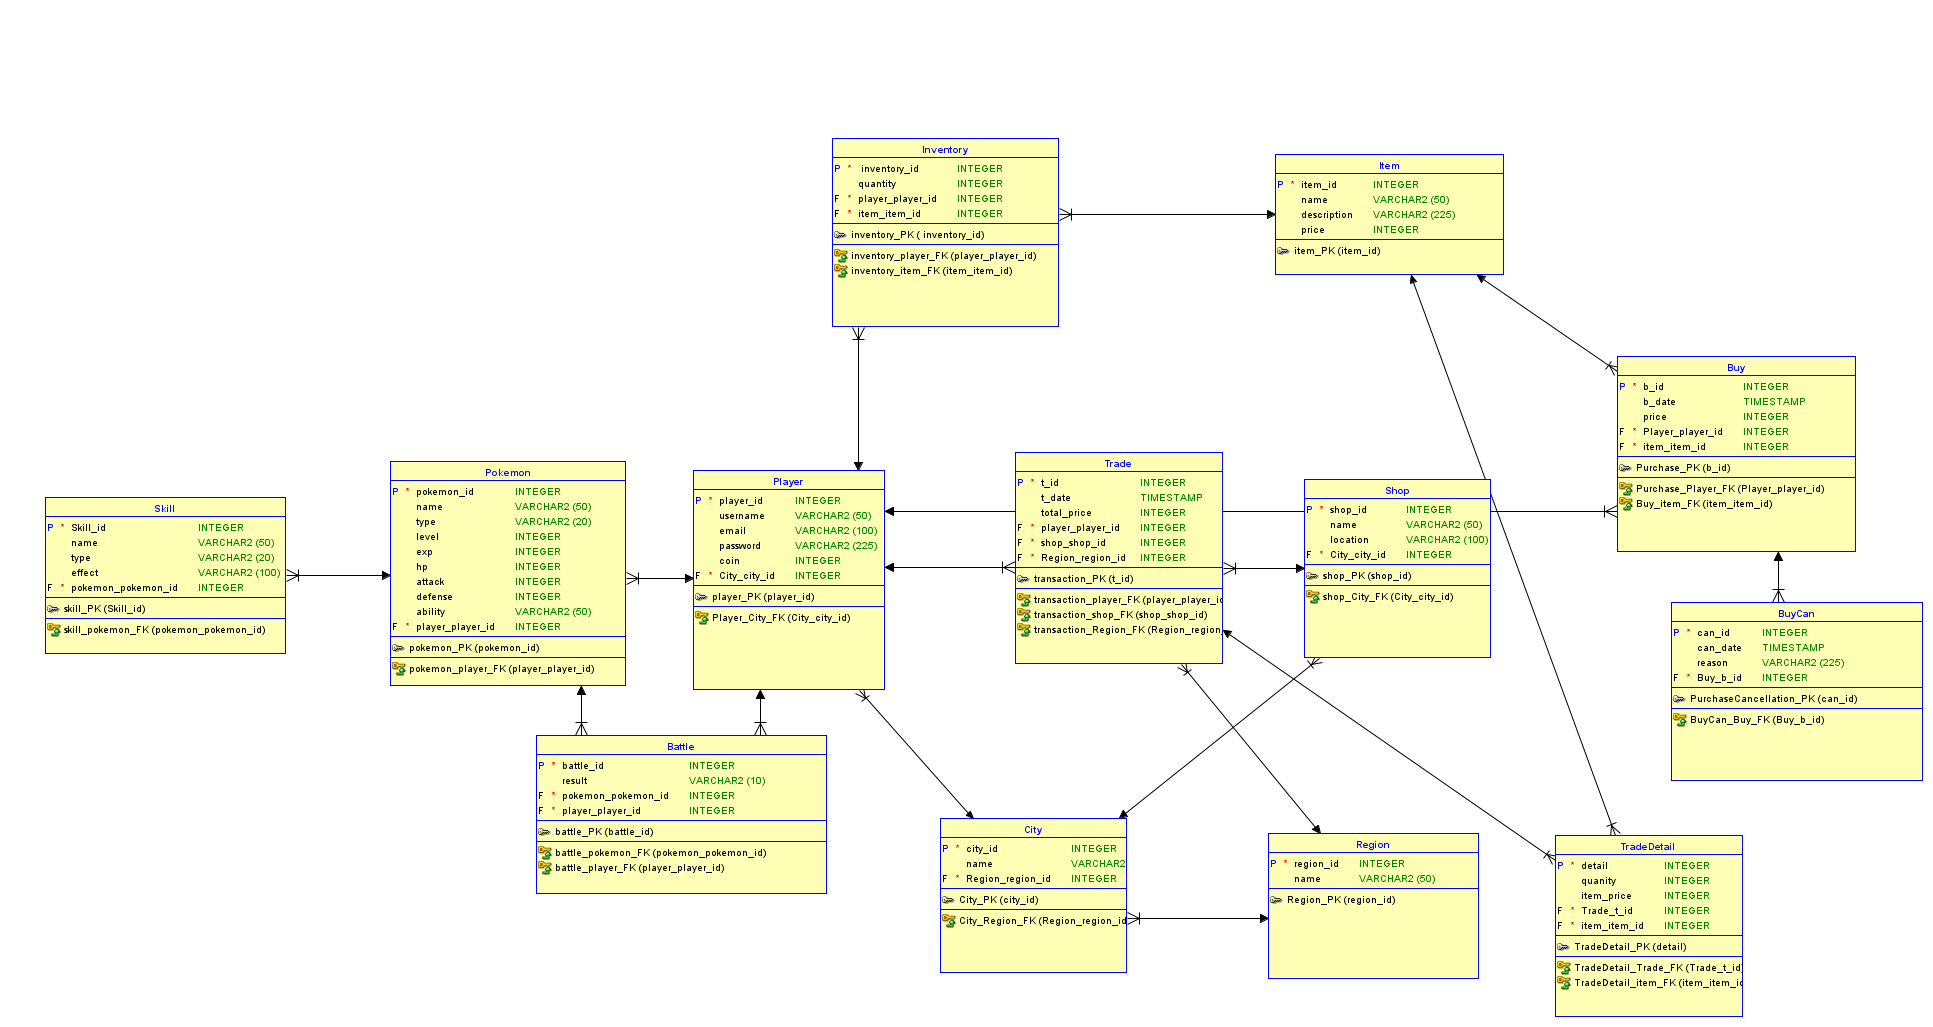 Inventory
P * inventory_id INTEGER
quantity INTEGER
F * player_player_id INTEGER
F * item_item_id INTEGER
inventory_PK ( inventory_id)
inventory_player_FK (player_player_id)
inventory_item_FK (item_item_id)
Item
P * item_id INTEGER
name VARCHAR2 (50)
description VARCHAR2 (225)
price INTEGER
item_PK (item_id)
Buy
P * b_id INTEGER
b_date TIMESTAMP
price INTEGER
F * Player_player_id INTEGER
F * item_item_id INTEGER
Purchase_PK (b_id)
Purchase_Player_FK (Player_player_id)
Buy_item_FK (item_item_id)
Skill
P * Skill_id INTEGER
name VARCHAR2 (50)
type VARCHAR2 (20)
effect VARCHAR2 (100)
F * pokemon_pokemon_id INTEGER
skill_PK (Skill_id)
skill_pokemon_FK (pokemon_pokemon_id)
Pokemon
P * pokemon_id INTEGER
name VARCHAR2 (50)
type VARCHAR2 (20)
level INTEGER
exp INTEGER
hp INTEGER
attack INTEGER
defense INTEGER
ability VARCHAR2 (50)
F * player_player_id INTEGER
pokemon_PK (pokemon_id)
pokemon_player_FK (player_player_id)
Player
P * player_id INTEGER
username VARCHAR2 (50)
email VARCHAR2 (100)
password VARCHAR2 (225)
coin INTEGER
F * City_city_id INTEGER
player_PK (player_id)
Player_City_FK (City_city_id)
Trade
P * t_id INTEGER
t_date TIMESTAMP
total_price INTEGER
F * player_player_id INTEGER
F * shop_shop_id INTEGER
F * Region_region_id INTEGER
transaction_PK (t_id)
transaction_player_FK (player_player_id
transaction_shop_FK (shop_shop_id)
transaction_Region_FK (Region_region_
Shop
P * shop_id INTEGER
name VARCHAR2 (50)
location VARCHAR2 (100)
F * City_city_id INTEGER
shop_PK (shop_id)
shop_City_FK (City_city_id)
BuyCan
P * can_id INTEGER
can_date TIMESTAMP
reason VARCHAR2 (225)
F * Buy_b_id INTEGER
PurchaseCancellation_PK (can_id)
BuyCan_Buy_FK (Buy_b_id)
Battle
P * battle_id INTEGER
result VARCHAR2 (10)
F * pokemon_pokemon_id INTEGER
F * player_player_id INTEGER
battle_PK (battle_id)
battle_pokemon_FK (pokemon_pokemon_id)
battle_player_FK (player_player_id)
City
P * city_id INTEGER
name VARCHAR2
F * Region_region_id INTEGER
City_PK (city_id)
City_Region_FK (Region_region_id
Region
P * region_id INTEGER
name VARCHAR2 (50)
Region_PK (region_id)
TradeDetail
P * detail INTEGER
quanity INTEGER
item_price INTEGER
F * Trade_t_id INTEGER
F * item_item_id INTEGER
TradeDetail_PK (detail)
TradeDetail_Trade_FK (Trade_t_id)
TradeDetail_item_FK (item_item_id